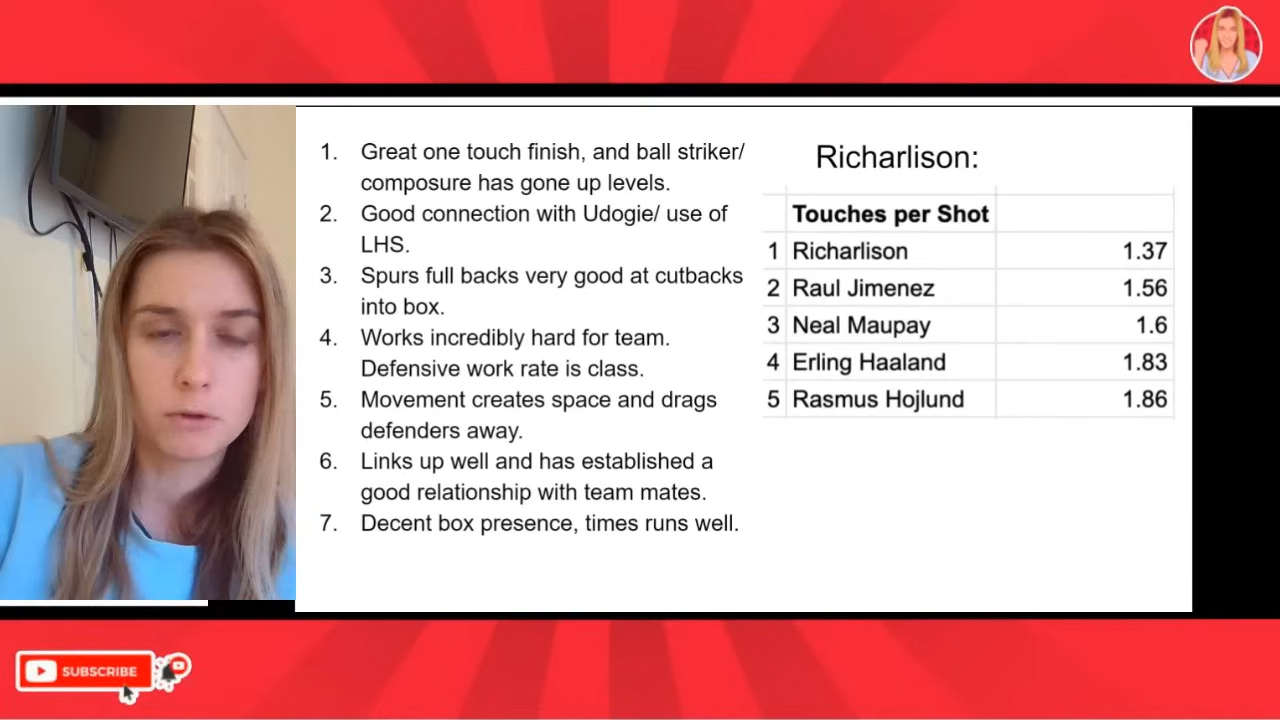 1. Great one touch finish, and ball striker/
composure has gone up levels.
2. Good connection with Udogie/ use of
LHS.
3. Spurs full backs very good at cutbacks
into box.
4. Works incredibly hard for team.
Defensive work rate is class.
5. Movement creates space and drags
defenders away.
6. Links up well and has established a
good relationship with team mates.
7. Decent box presence, times runs well.
Richarlison:
Touches per Shot
1 Richarlison 1.37
2 Raul Jimenez 1.56
3 Neal Maupay 1.6
4 Erling Haaland 1.83
5 Rasmus Hojlund 1.86
SUBSCRIBE